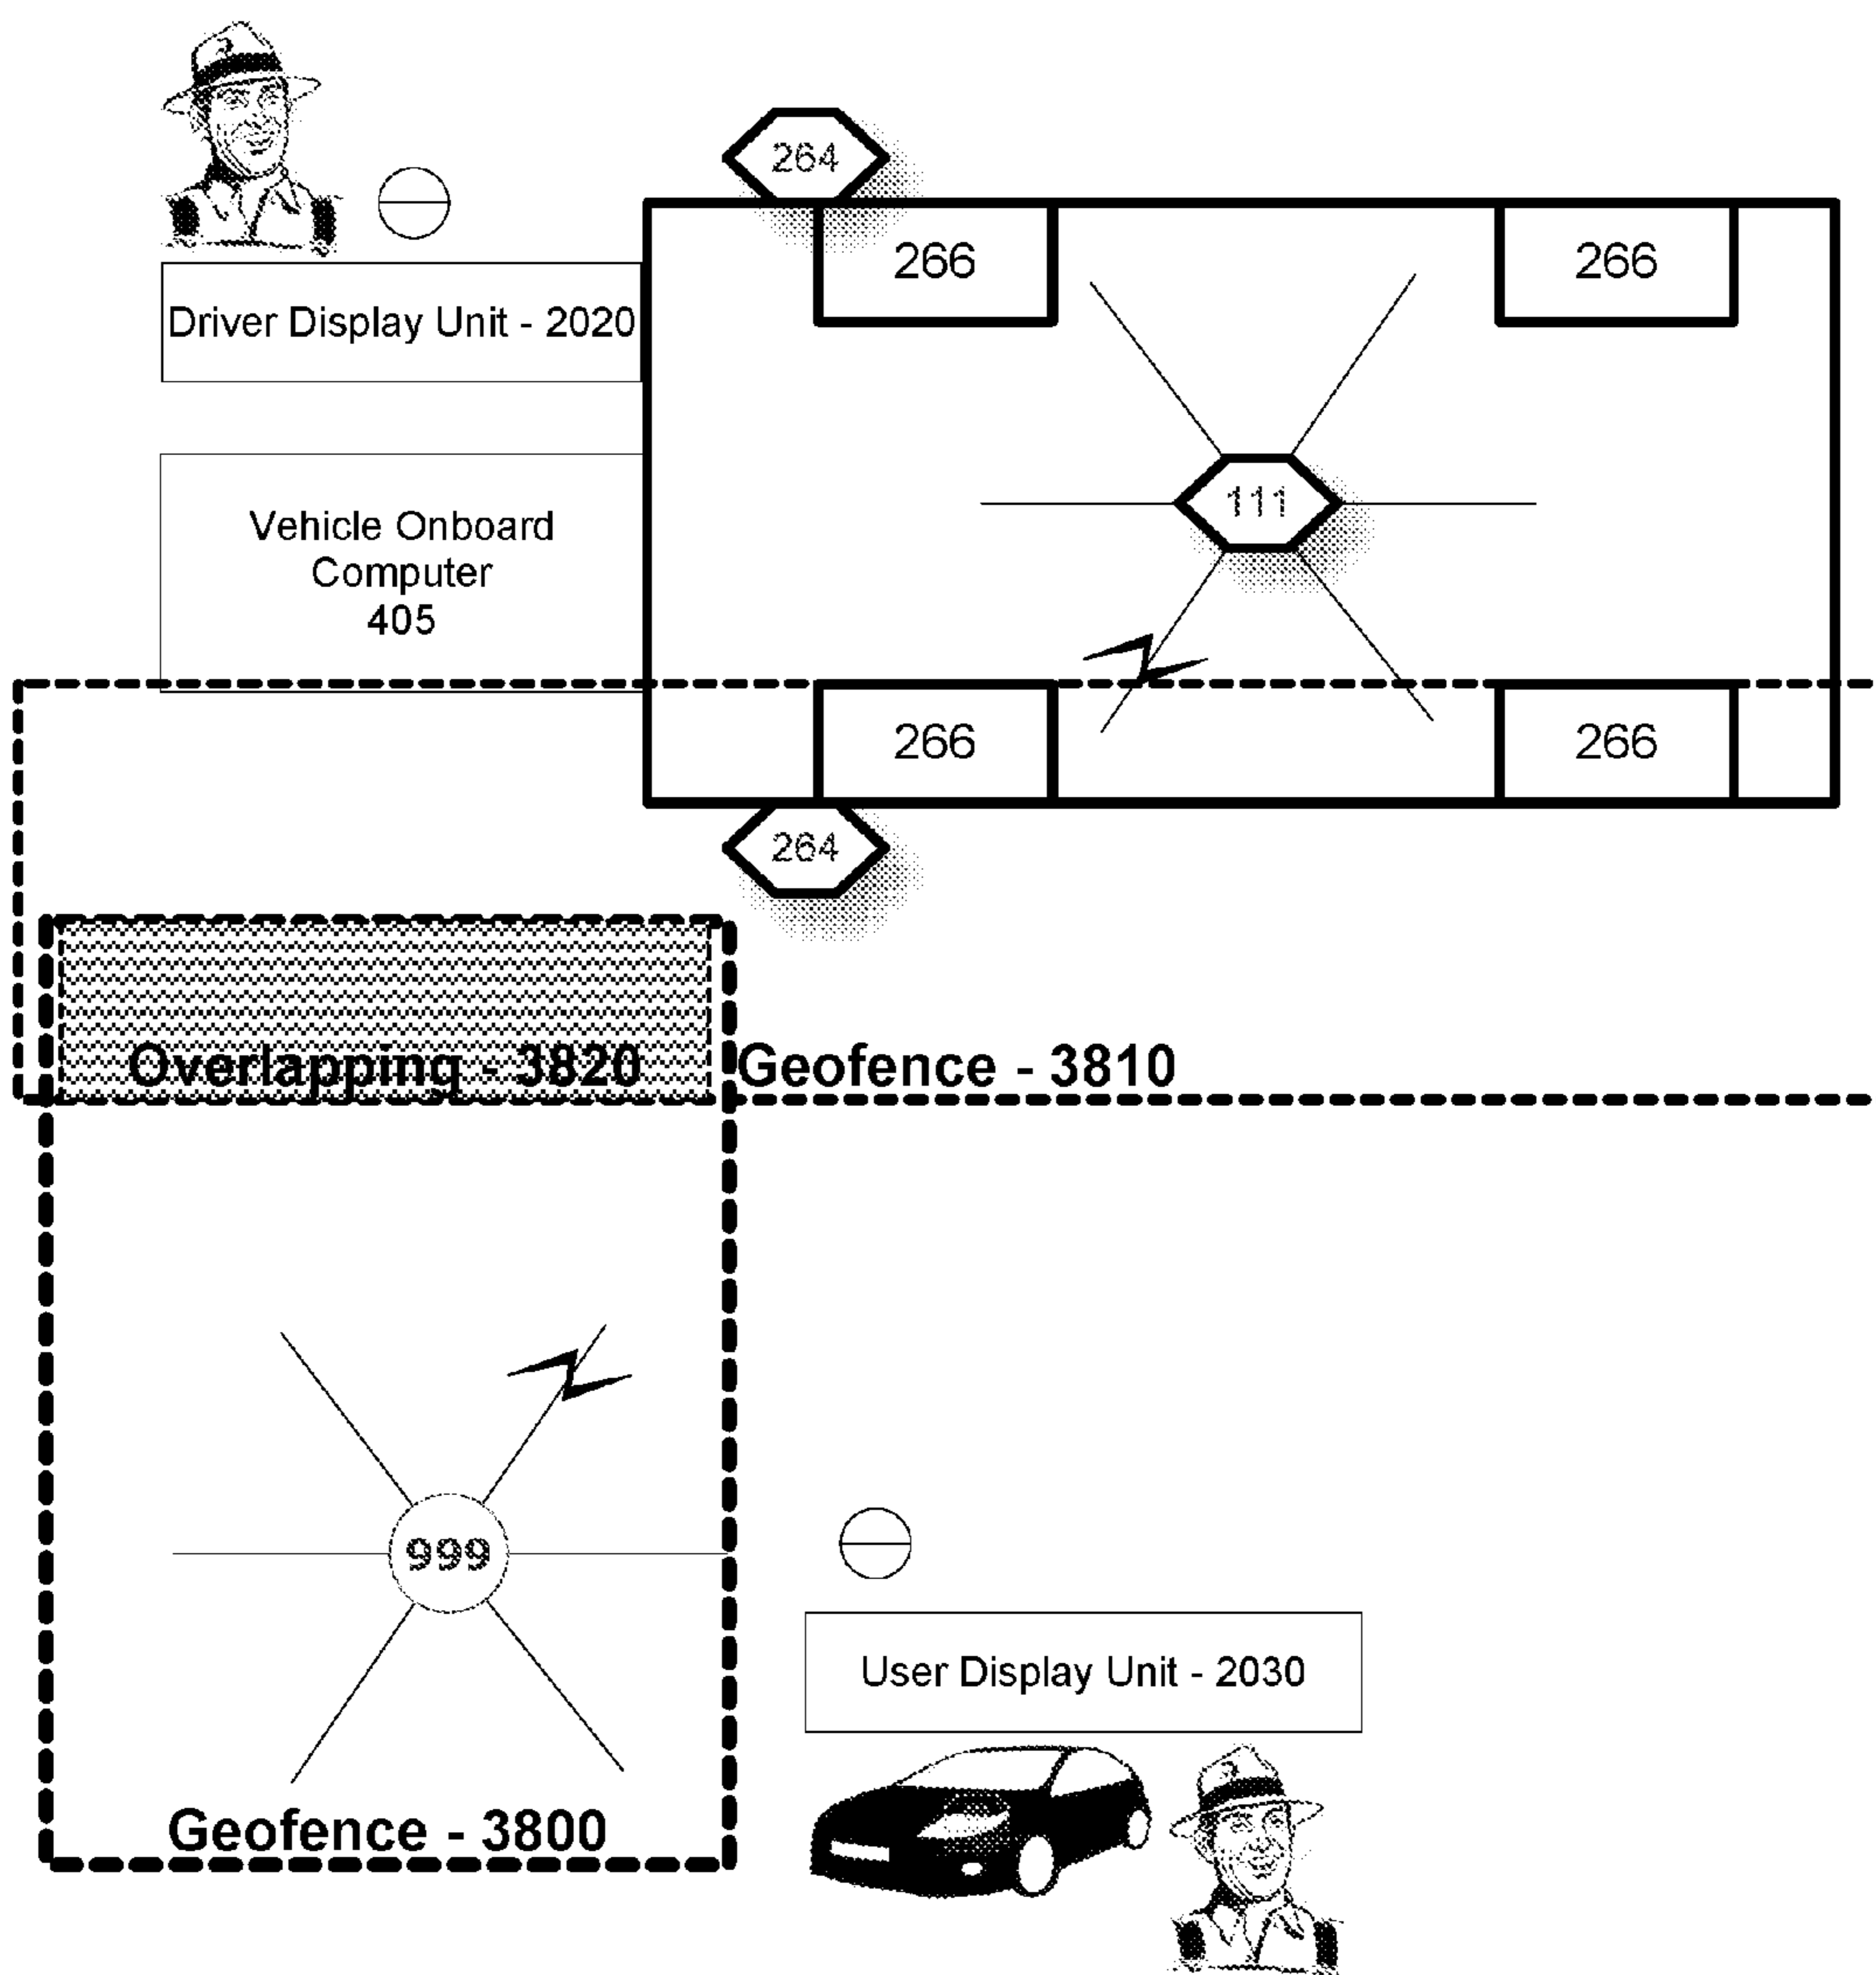 264
266
266
Driver Display Unit - 2020
111
Vehicle Onboard
Computer
405
266
266
264
Overlapping - 3820
Geofence - 3810
999
User Display Unit - 2030
Geofence - 3800